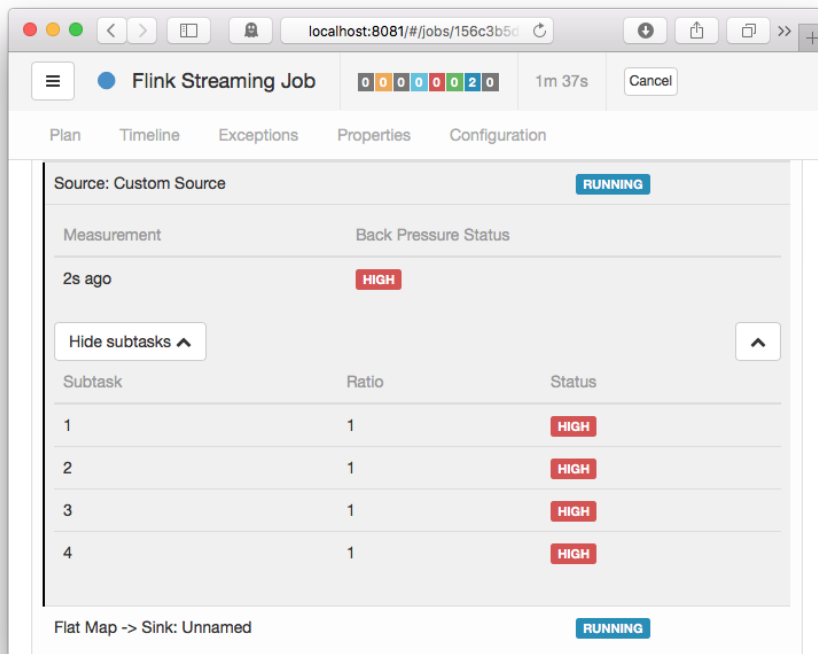 localhost:8081/#/jobs/156c3b5d
Flink Streaming Job 0 0 0 0 0 0 2 0 1m 37s Cancel
Plan Timeline Exceptions Properties Configuration
Source: Custom Source RUNNING
Measurement Back Pressure Status
2s ago HIGH
Hide subtasks
Subtask Ratio Status
1 1 HIGH
2 1 HIGH
3 1 HIGH
4 1 HIGH
Flat Map -> Sink: Unnamed RUNNING